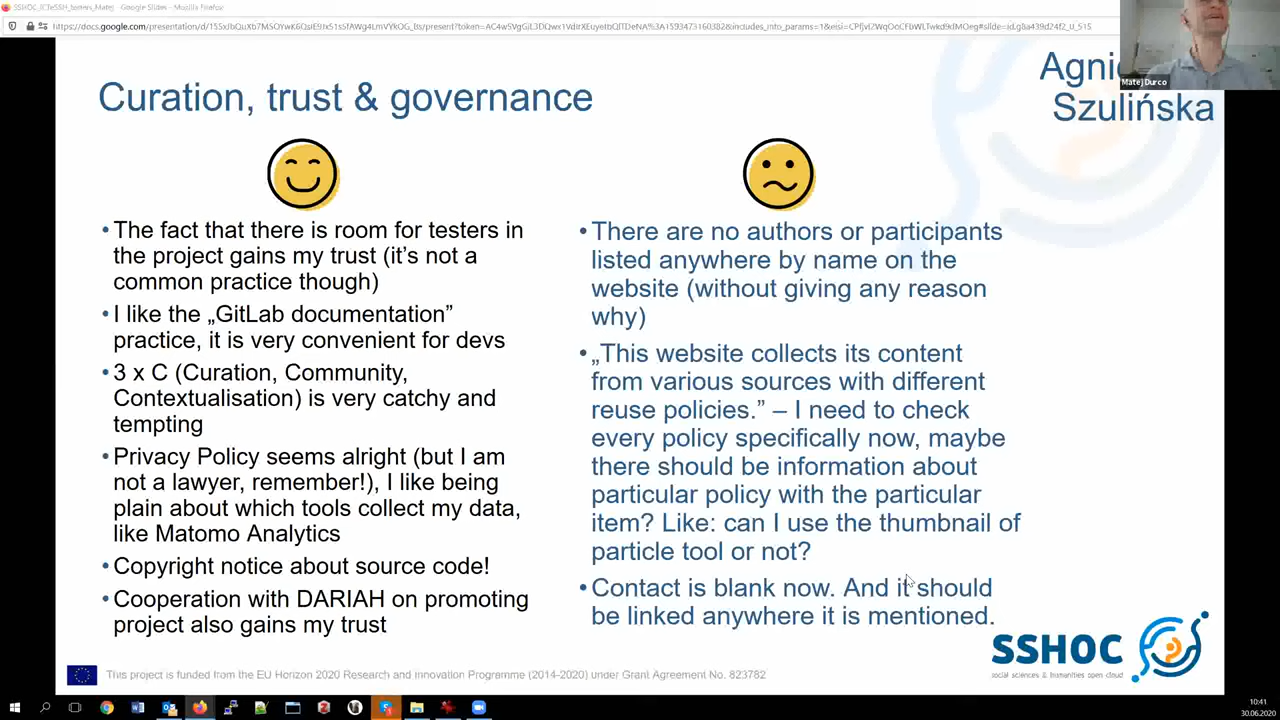 SSHOC_ICTeSSH_testers_Matej - Google Slides - Mozilla Firefox
Matej Durco
Agnie
Szulińska
Curation, trust & governance
•The fact that there is room for testers in
the project gains my trust (it's not a
common practice though)
•I like the „GitLab documentation”
practice, it is very convenient for devs
•3 x C (Curation, Community,
Contextualisation) is very catchy and
tempting
•Privacy Policy seems alright (but I am
not a lawyer, remember!), I like being
plain about which tools collect my data,
like Matomo Analytics
•Copyright notice about source code!
•Cooperation with DARIAH on promoting
project also gains my trust
•There are no authors or participants
listed anywhere by name on the
website (without giving any reason
why)
•„This website collects its content
from various sources with different
reuse policies.” – I need to check
every policy specifically now, maybe
there should be information about
particular policy with the particular
item? Like: can I use the thumbnail of
particle tool or not?
•Contact is blank now. And it should
be linked anywhere it is mentioned.
SSHOC
social sciences & humanities open cloud
This project is funded from the EU Horizon 2020 Research and Innovation Programme (2014-2020) under Grant Agreement No. 823782
10:41
30.06.2020